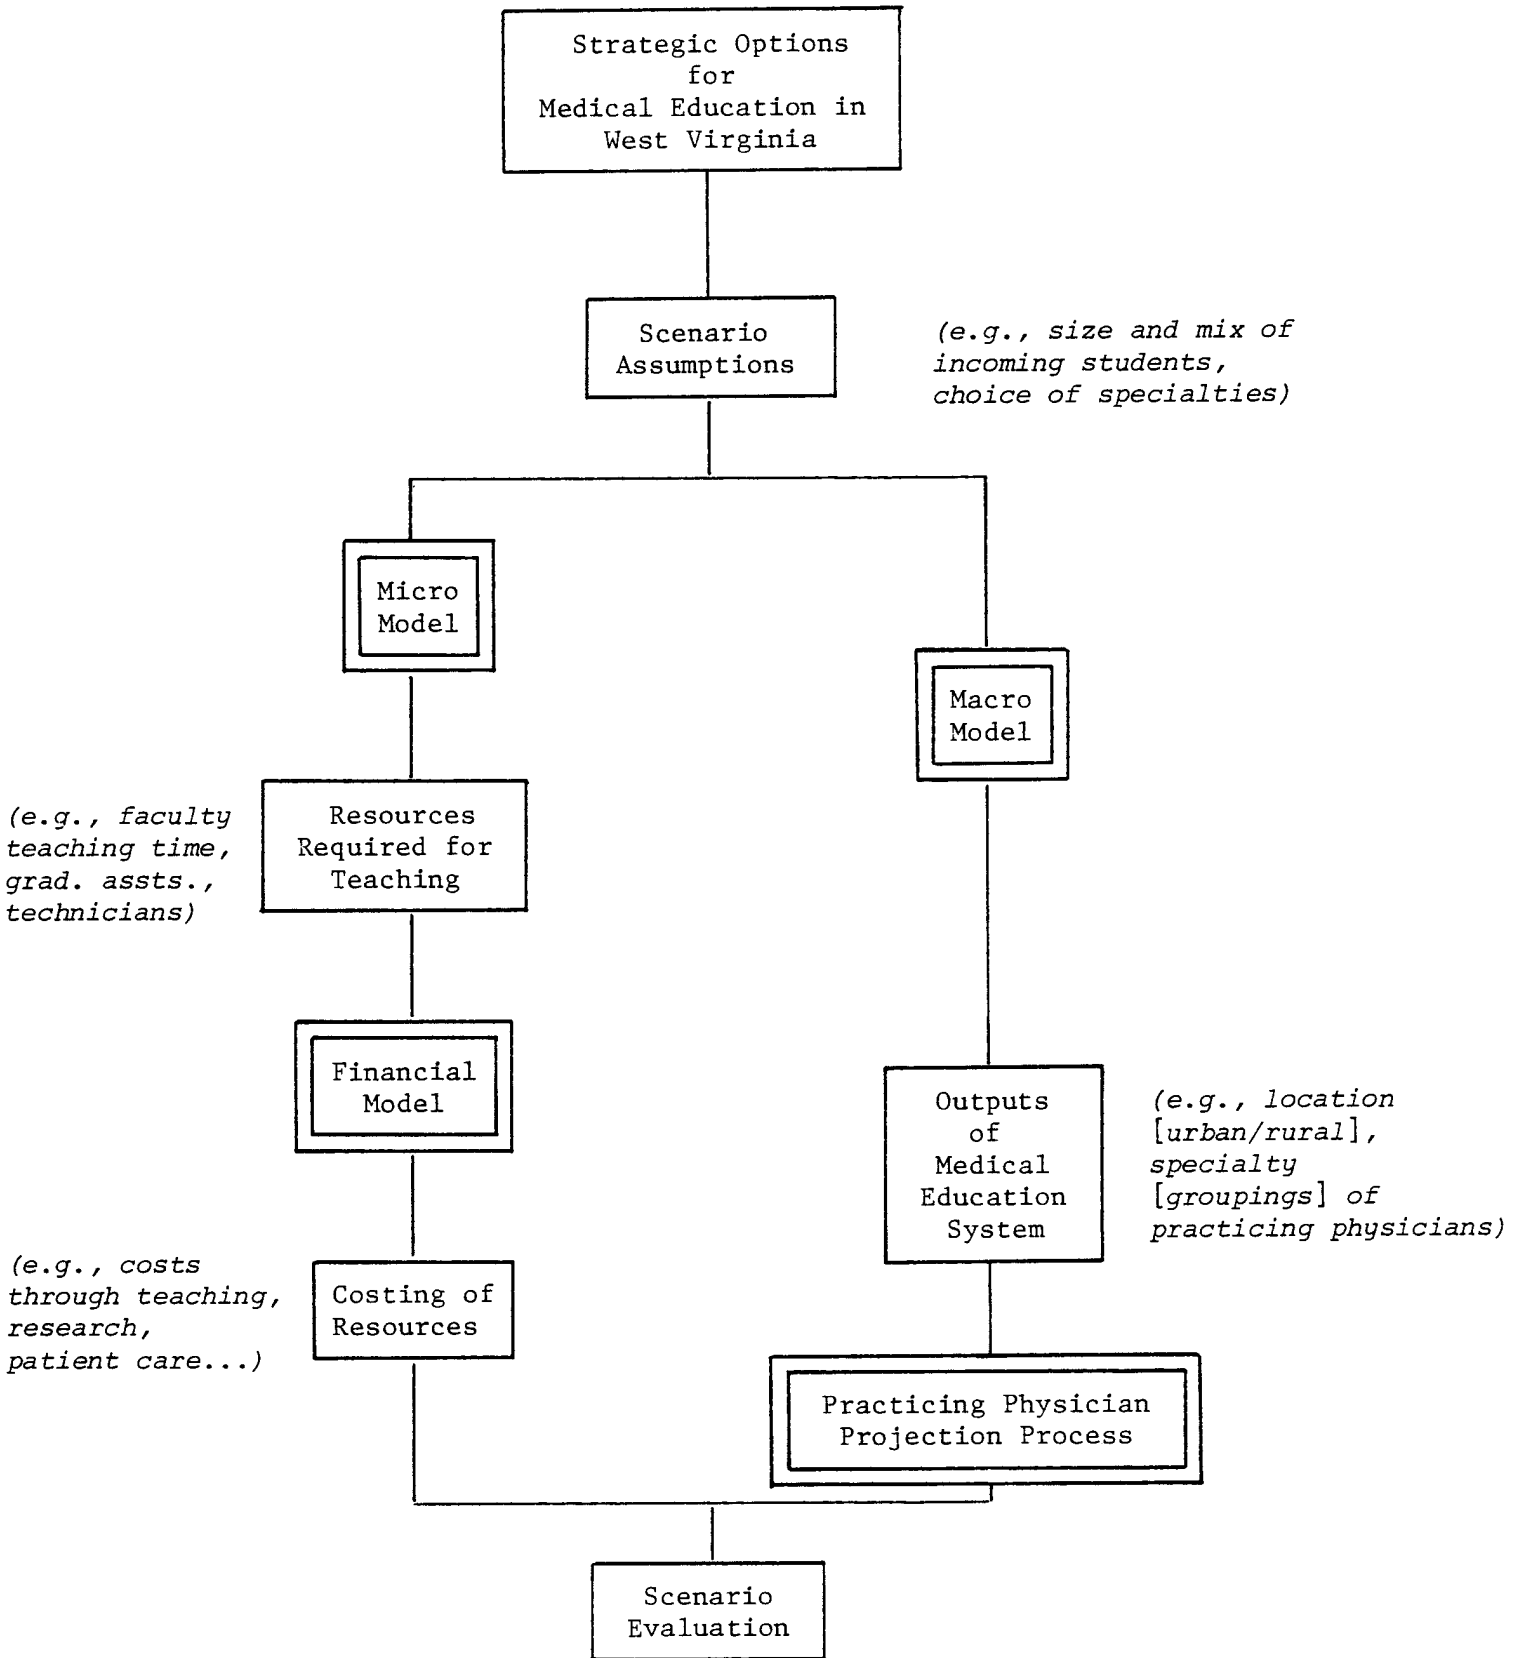 Strategic Options
for
Medical Education in
West Virginia
Scenario
Assumptions
(e.g., size and mix of
incoming students,
choice of specialties)
Micro
Model
Macro
Model
(e.g., faculty
teaching time,
grad. assts.,
technicians)
Resources
Required for
Teaching
Financial
Model
Outputs
of
Medical
Education
System
(e.g., location
[urban/rural],
specialty
[groupings] of
practicing physicians)
(e.g., costs
through teaching,
research,
patient care...)
Costing of
Resources
Practicing Physician
Projection Process
Scenario
Evaluation